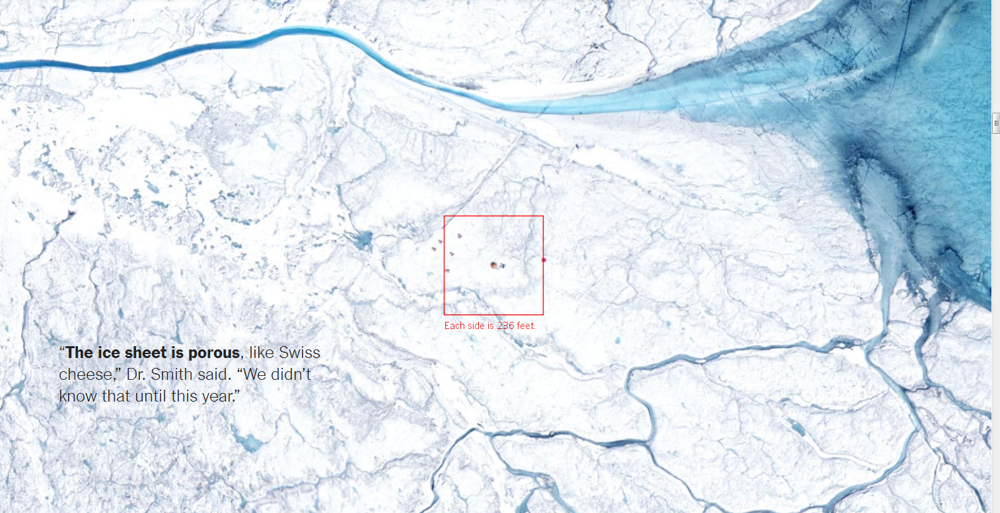 Each side is 236 feet.
“The ice sheet is porous, like Swiss
cheese,” Dr. Smith said. “We didn’t
know that until this year.”